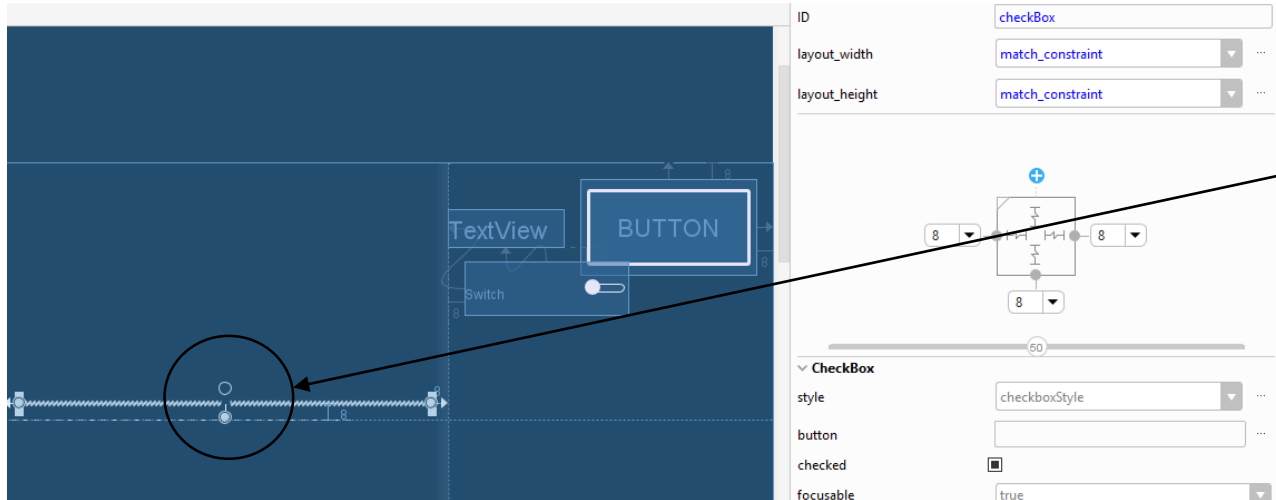 ID
checkBox
layout_width
match_constraint
...
layout_height
match_constraint
...
8
TextView
BUTTON
8
Switch
8
8
8
8
8
8
50
CheckBox
style
checkboxStyle
...
button
...
checked
focusable
true